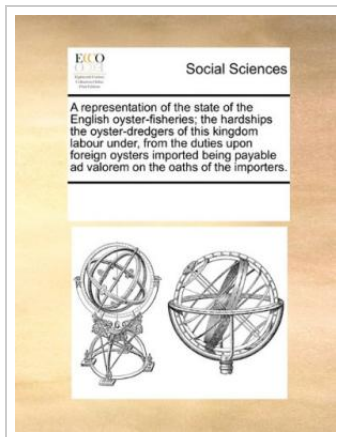 ECCO
Social Sciences
A representation of the state of the
English oyster-fisheries; the hardships
the oyster-dredgers of this kingdom
labour under, from the duties upon
foreign oysters imported being payable
ad valorem on the oaths of the importers.